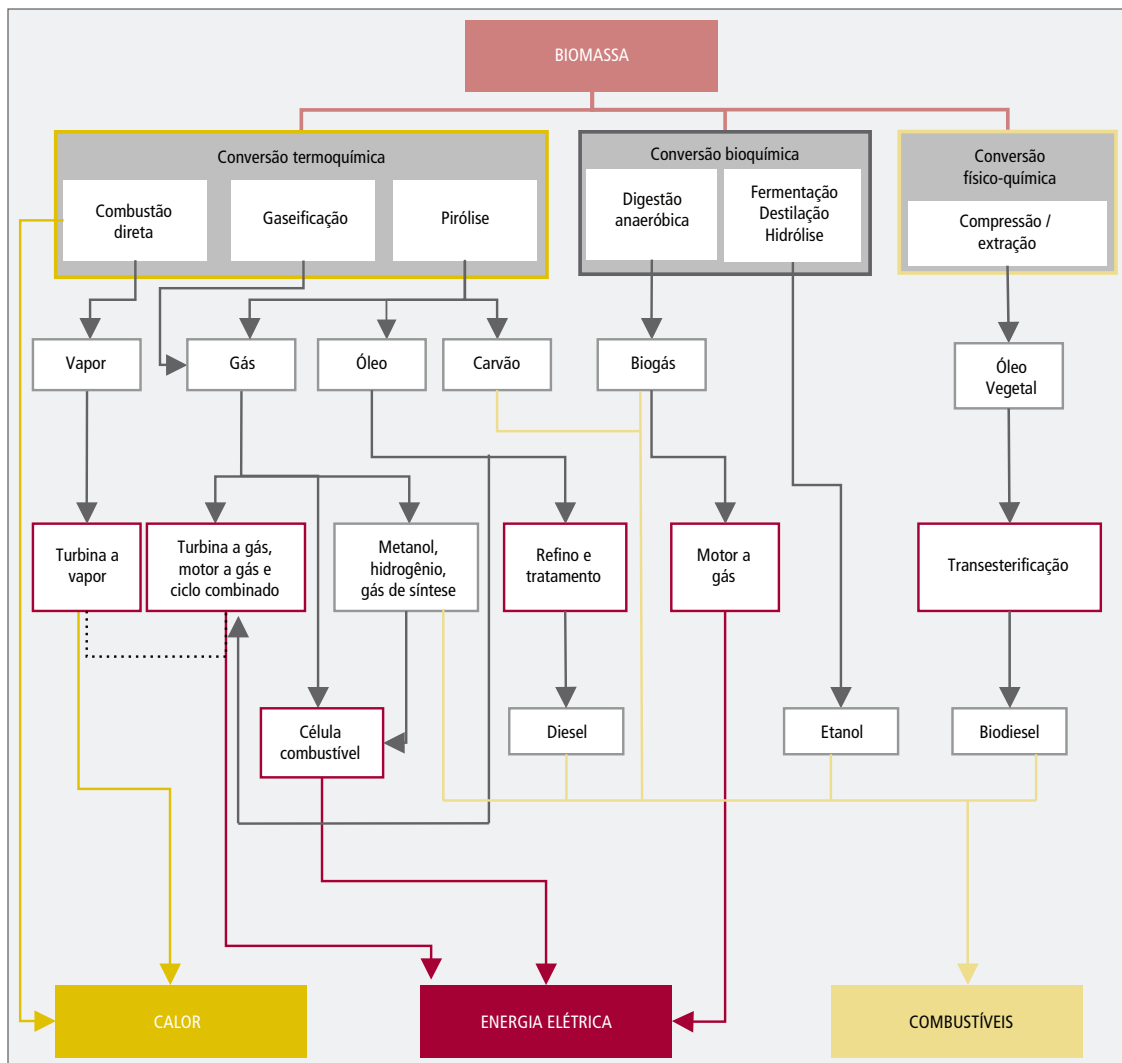 BIOMASSA
Conversão termoquímica
Combustão
direta
Gaseificação
Pirólise
Conversão bioquímica
Digestão
anaeróbica
Fermentação
Destilação
Hidrólise
Conversão
físico-química
Compressão /
extração
Vapor
Gás
Óleo
Carvão
Biogás
Óleo
Vegetal
Turbina a
vapor
Turbina a gás,
motor a gás e
ciclo combinado
Metanol,
hidrogênio,
gás de síntese
Refino e
tratamento
Motor a
gás
Transesterificação
Célula
combustível
Diesel
Etanol
Biodiesel
CALOR
ENERGIA ELÉTRICA
COMBUSTÍVEIS